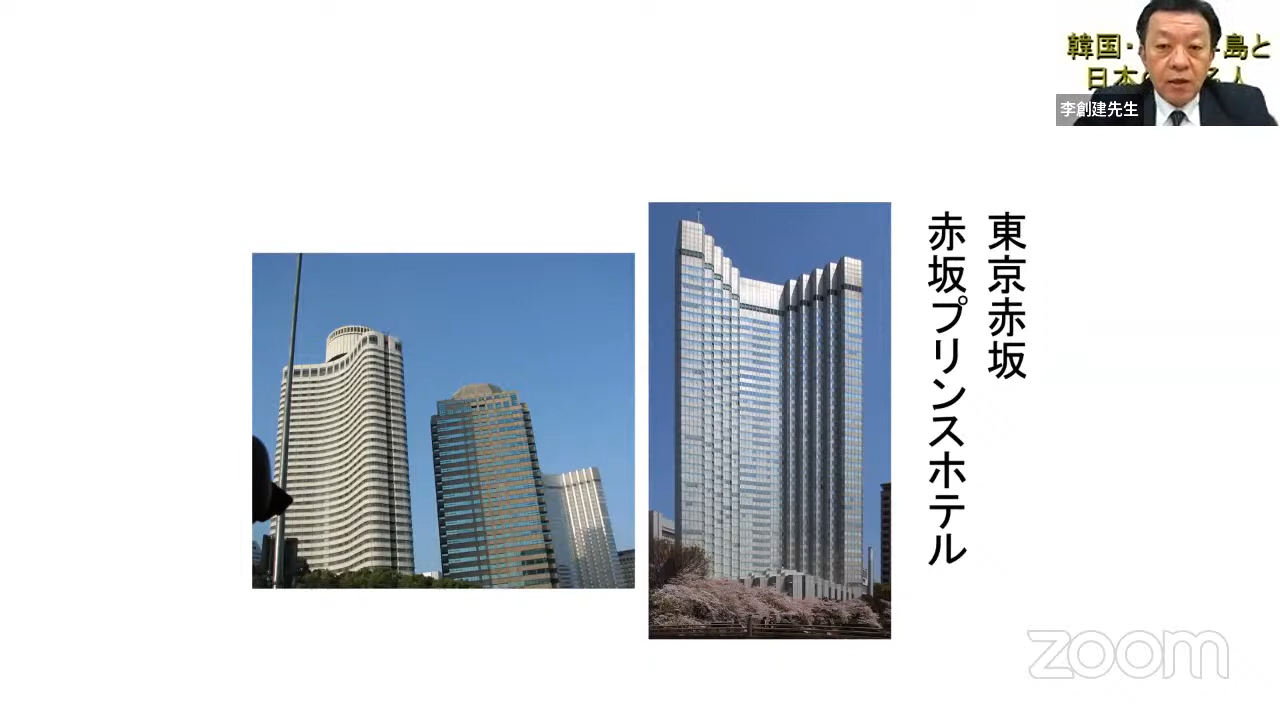 韓国・
島と
日本
人
李創建先生
東京赤坂
赤坂プリンスホテル
zoom